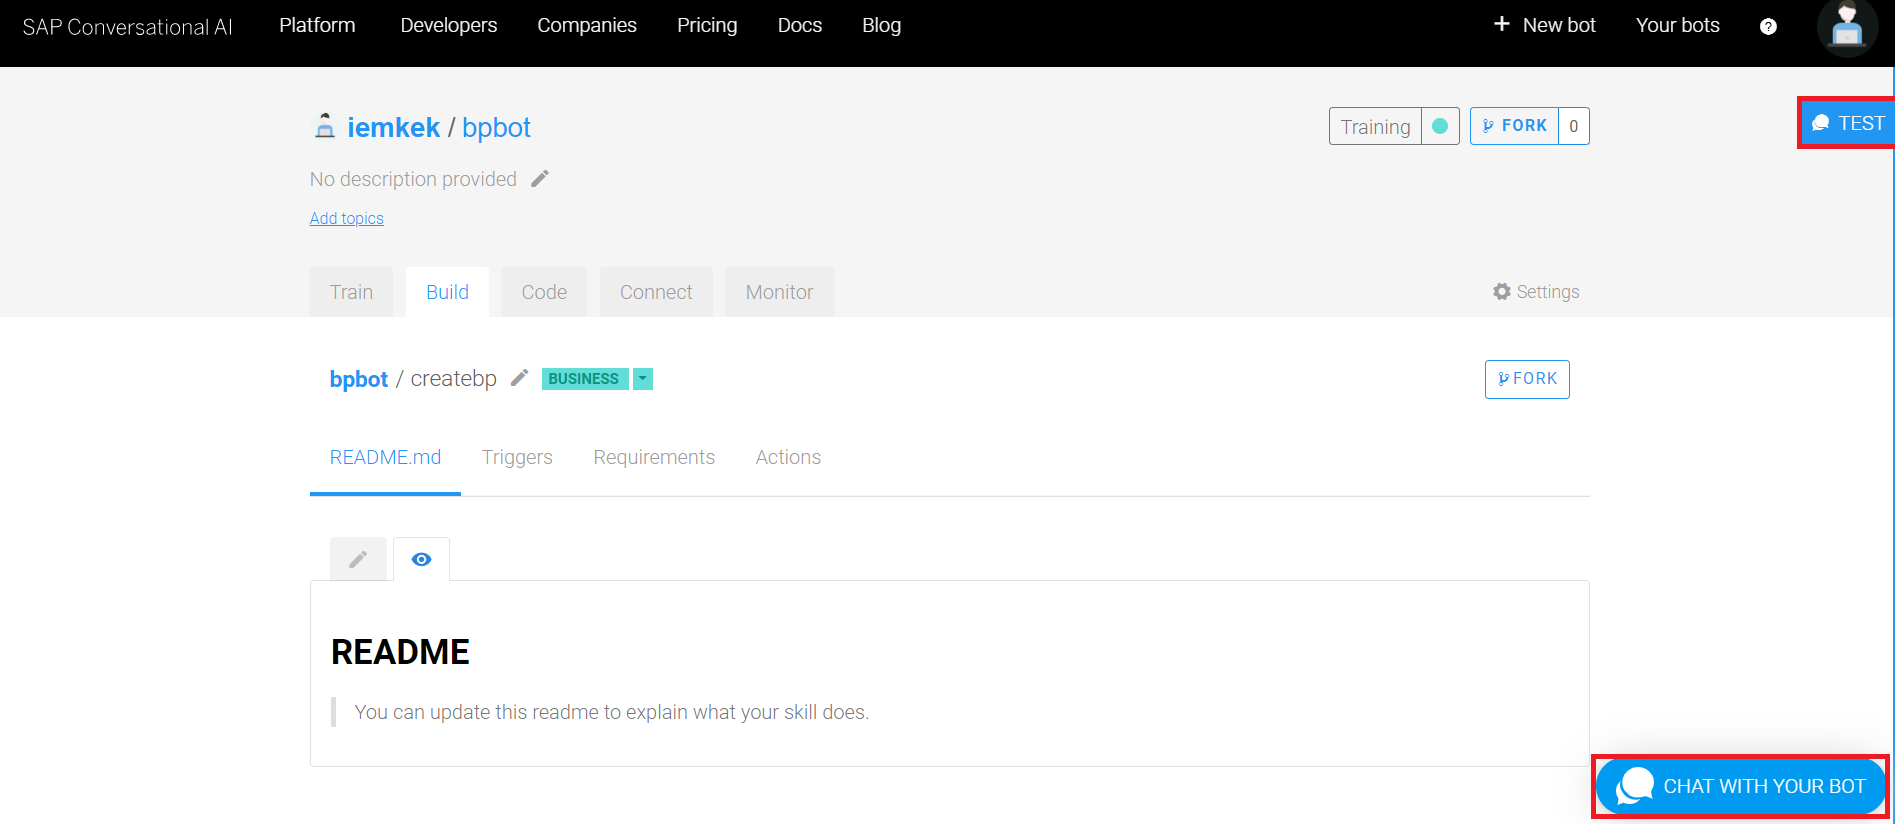 SAP Conversational AI Platform Developers Companies Pricing Docs Blog + New bot Your bots ?
iemkek / bpbot Training FORK 0 TEST
No description provided
Add topics
Train Build Code Connect Monitor Settings
bpbot / createbp BUSINESS FORK
README.md Triggers Requirements Actions
README
You can update this readme to explain what your skill does.
CHAT WITH YOUR BOT